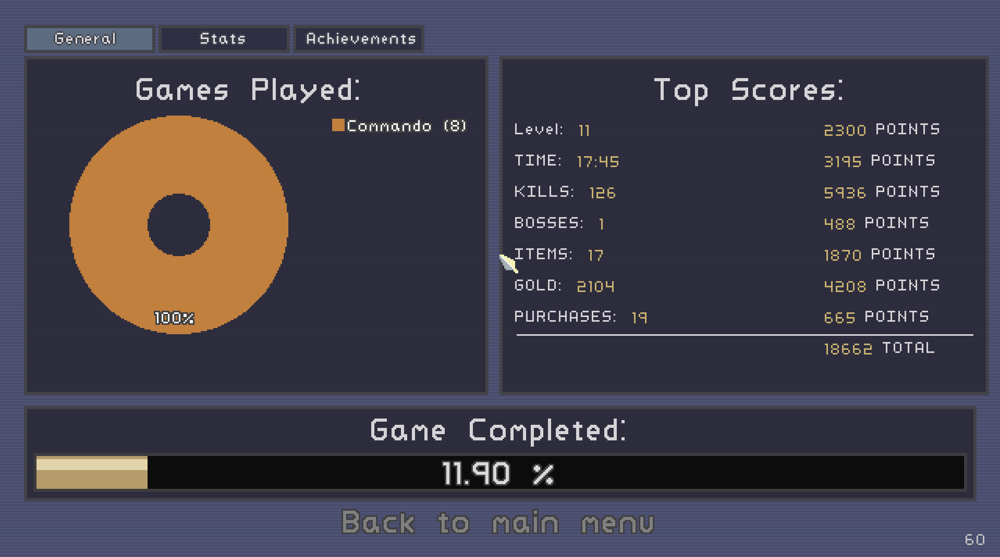 General Stats Achievements
Games Played:
Commando (8)
100%
Top Scores:
Level: 11 2300 POINTS
TIME: 17:45 3195 POINTS
KILLS: 126 5936 POINTS
BOSSES: 1 488 POINTS
ITEMS: 17 1870 POINTS
GOLD: 2104 4208 POINTS
PURCHASES: 19 665 POINTS
18662 TOTAL
Game Completed:
11.90 %
Back to main menu
60